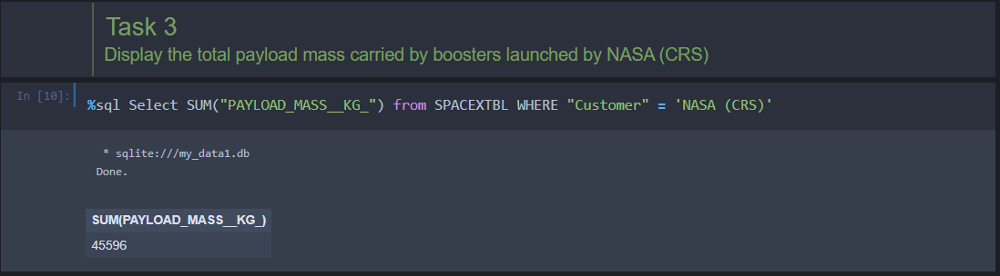 Task 3
Display the total payload mass carried by boosters launched by NASA (CRS)
In [10]:
%sql Select SUM("PAYLOAD_MASS__KG_") from SPACEXTBL WHERE "Customer" = 'NASA (CRS)'
* sqlite:///my_data1.db
Done.
SUM(PAYLOAD_MASS__KG_)
45596